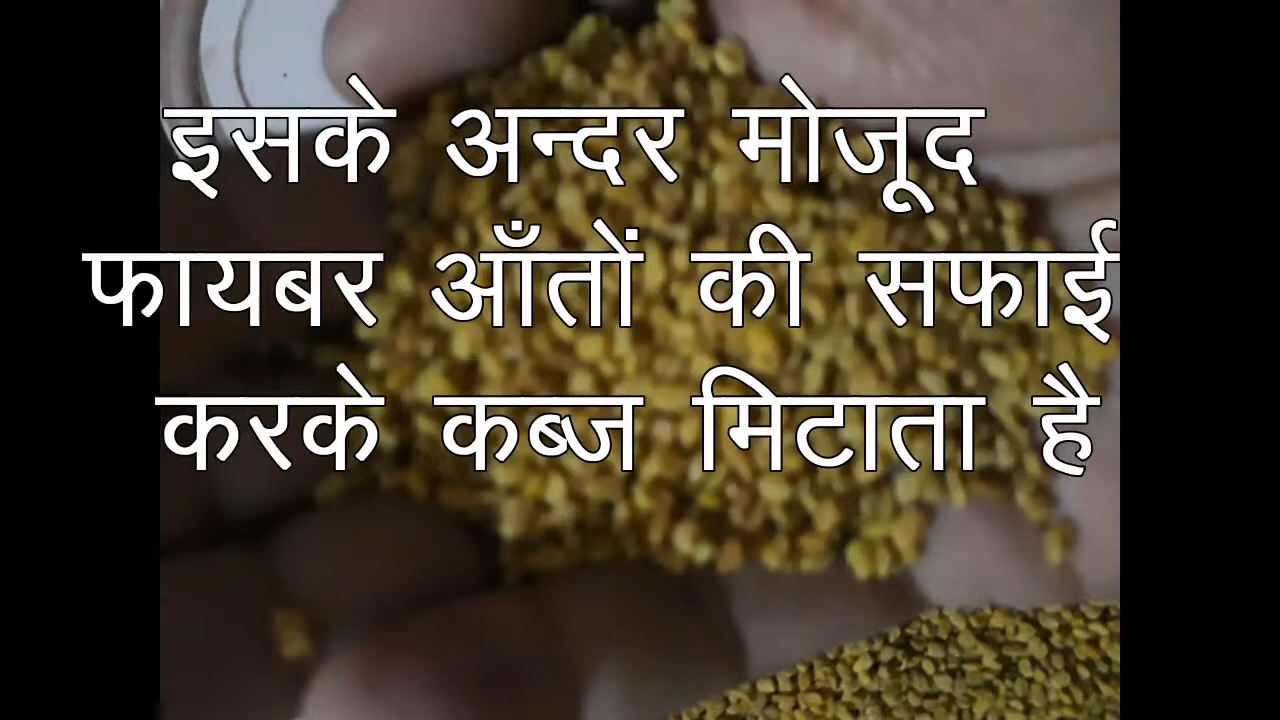 इसके अन्दर मोजूद
फायबर आँतों की सफाई
करके कब्ज मिटाता है